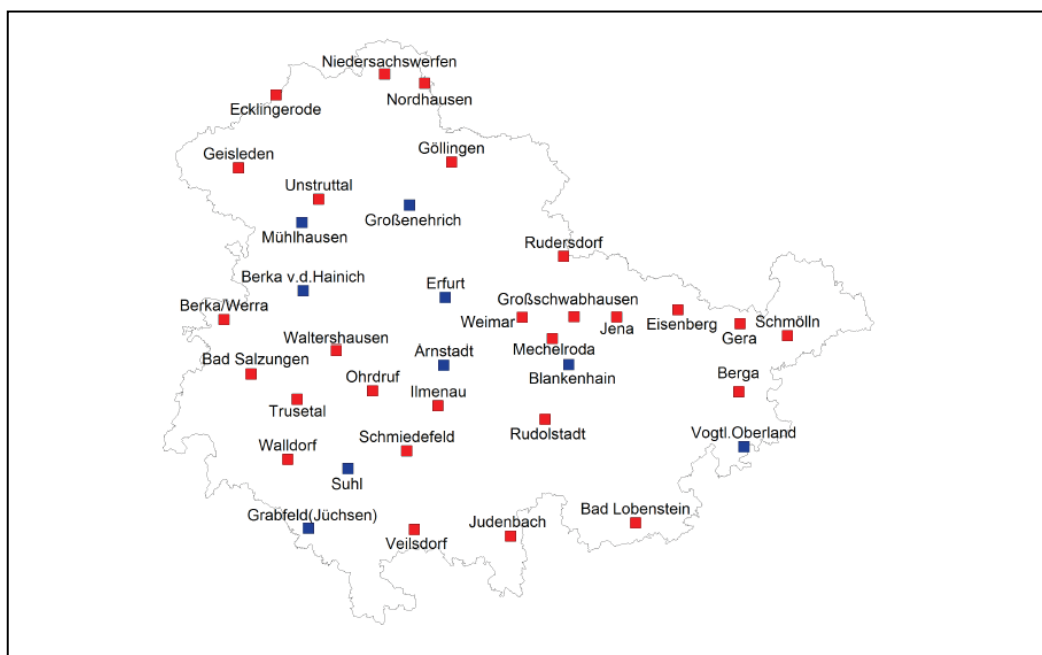 Niedersachswerfen
Nordhausen
Ecklingerode
Geisleden
Göllingen
Unstruttal
Großenehrich
Mühlhausen
Rudersdorf
Berka v.d.Hainich
Erfurt
Berka/Werra
Großschwabhausen
Weimar
Jena
Eisenberg
Gera
Schmölln
Waltershausen
Mechelroda
Bad Salzungen
Arnstadt
Blankenhain
Ohrdruf
Ilmenau
Berga
Trusetal
Rudolstadt
Vogtl.Oberland
Walldorf
Schmiedefeld
Suhl
Grabfeld(Jüchsen)
Veilsdorf
Judenbach
Bad Lobenstein